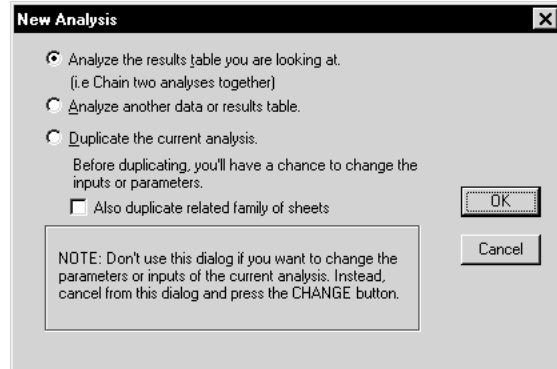 New Analysis
Analyze the results table you are looking at.
(i.e Chain two analyses together)
Analyze another data or results table.
Duplicate the current analysis.
Before duplicating, you'll have a chance to change the
inputs or parameters.
Also duplicate related family of sheets
OK
Cancel
NOTE: Don't use this dialog if you want to change the
parameters or inputs of the current analysis. Instead,
cancel from this dialog and press the CHANGE button.